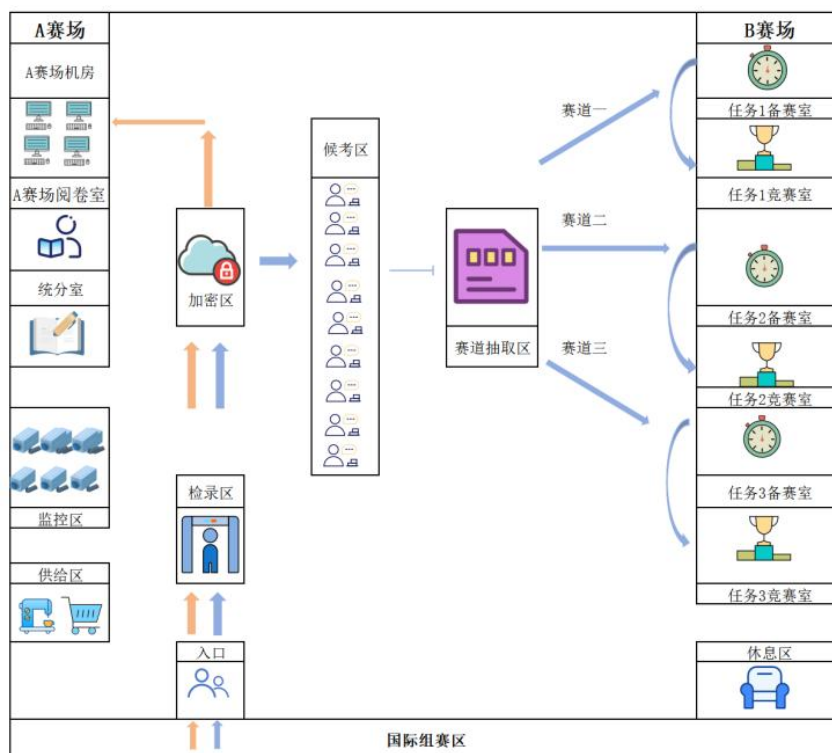 A赛场
A赛场机房
A赛场阅卷室
统分室
监控区
供给区
加密区
检录区
入口
候考区
赛道抽取区
赛道一
赛道二
赛道三
B赛场
任务1备赛室
任务1竞赛室
任务2备赛室
任务2竞赛室
任务3备赛室
任务3竞赛室
休息区
国际组赛区